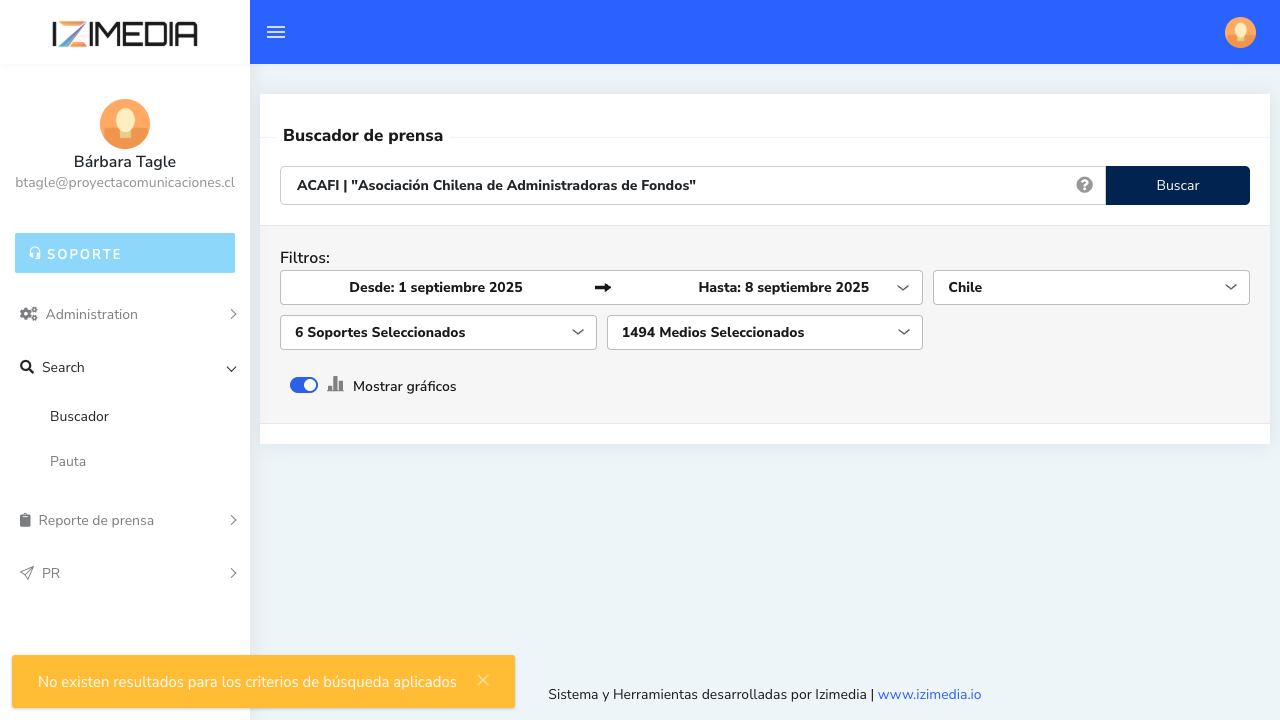 IZIMEDIA
Bárbara Tagle
btagle@proyectacomunicaciones.cl
SOPORTE
Administration
Search
Buscador
Pauta
Reporte de prensa
PR
Buscador de prensa
ACAFI | "Asociación Chilena de Administradoras de Fondos"
Buscar
Filtros:
Desde: 1 septiembre 2025
Hasta: 8 septiembre 2025
Chile
6 Soportes Seleccionados
1494 Medios Seleccionados
Mostrar gráficos
No existen resultados para los criterios de búsqueda aplicados
Sistema y Herramientas desarrolladas por Izimedia | www.izimedia.io